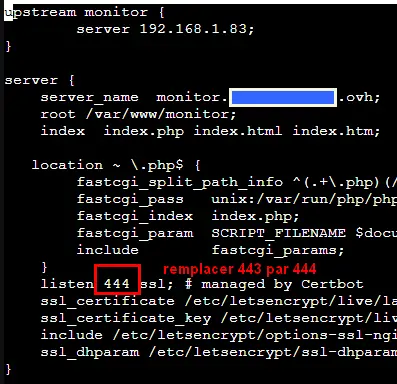 upstream monitor {
server 192.168.1.83;
}
server {
server_name monitor. .ovh;
root /var/www/monitor;
index index.php index.html index.htm;
location ~ \.php$ {
fastcgi_split_path_info ^(.+\.php)(/
fastcgi_pass unix:/var/run/php/php
fastcgi_index index.php;
fastcgi_param SCRIPT_FILENAME $docu
include fastcgi_params;
}
remplacer 443 par 444
listen 444 ssl; # managed by Certbot
ssl_certificate /etc/letsencrypt/live/la
ssl_certificate_key /etc/letsencrypt/liv
include /etc/letsencrypt/options-ssl-ngi
ssl_dhparam /etc/letsencrypt/ssl-dhparam
}